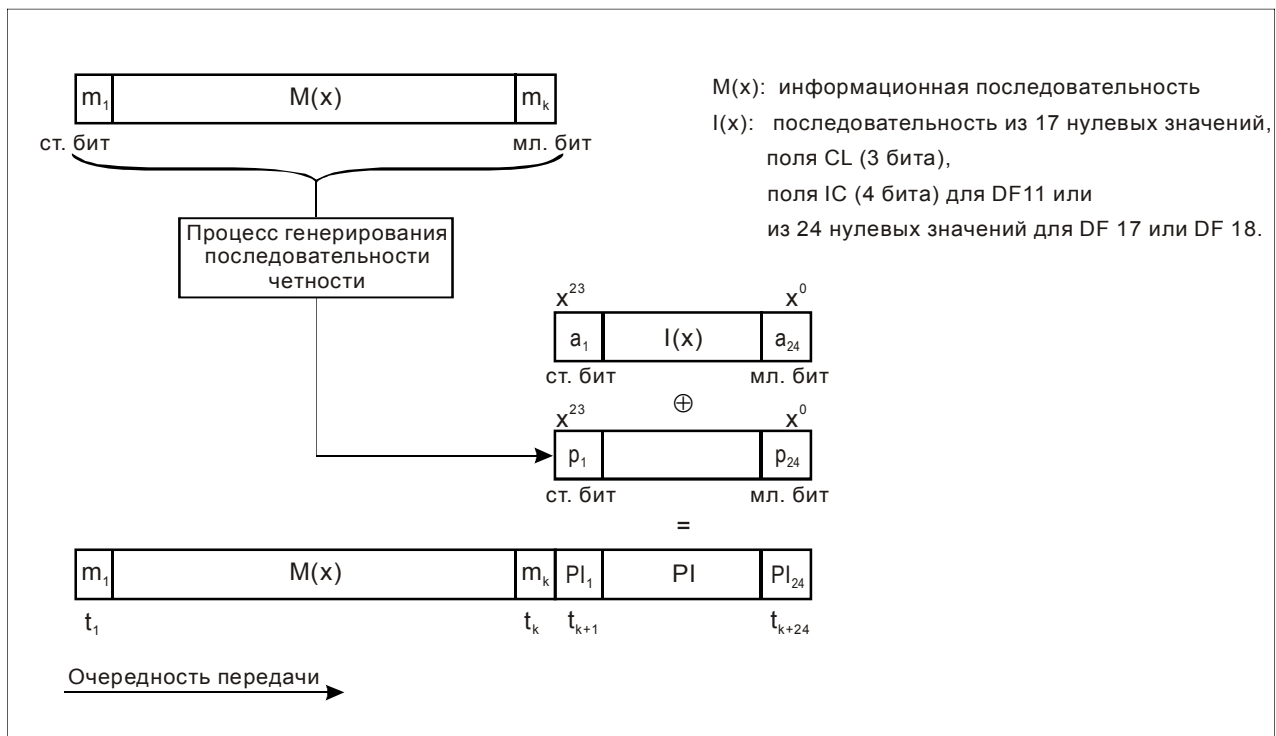 m₁ M(x) mₖ
ст. бит мл. бит
M(x): информационная последовательность
I(x): последовательность из 17 нулевых значений,
поля CL (3 бита),
поля IC (4 бита) для DF11 или
из 24 нулевых значений для DF 17 или DF 18.
Процесс генерирования
последовательности
четности
x²³ x⁰
a₁ I(x) a₂₄
ст. бит мл. бит
⊕
x²³ x⁰
p₁ p₂₄
ст. бит мл. бит
=
m₁ M(x) mₖ PI₁ PI PI₂₄
t₁ tₖ tₖ₊₁ tₖ₊₂₄
Очередность передачи